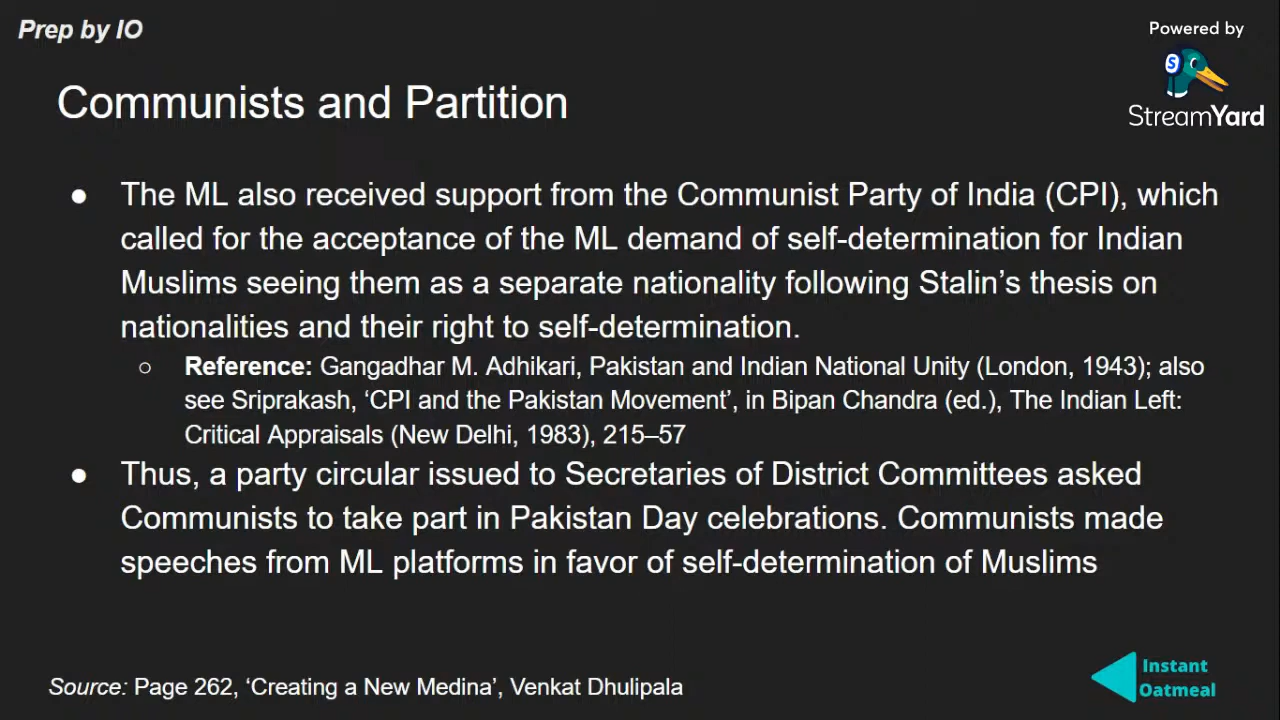 Prep by IO
Powered by
S
StreamYard
Communists and Partition
● The ML also received support from the Communist Party of India (CPI), which
called for the acceptance of the ML demand of self-determination for Indian
Muslims seeing them as a separate nationality following Stalin’s thesis on
nationalities and their right to self-determination.
○ Reference: Gangadhar M. Adhikari, Pakistan and Indian National Unity (London, 1943); also
see Sriprakash, ‘CPI and the Pakistan Movement’, in Bipan Chandra (ed.), The Indian Left:
Critical Appraisals (New Delhi, 1983), 215–57
● Thus, a party circular issued to Secretaries of District Committees asked
Communists to take part in Pakistan Day celebrations. Communists made
speeches from ML platforms in favor of self-determination of Muslims
Source: Page 262, ‘Creating a New Medina’, Venkat Dhulipala
Instant
Oatmeal